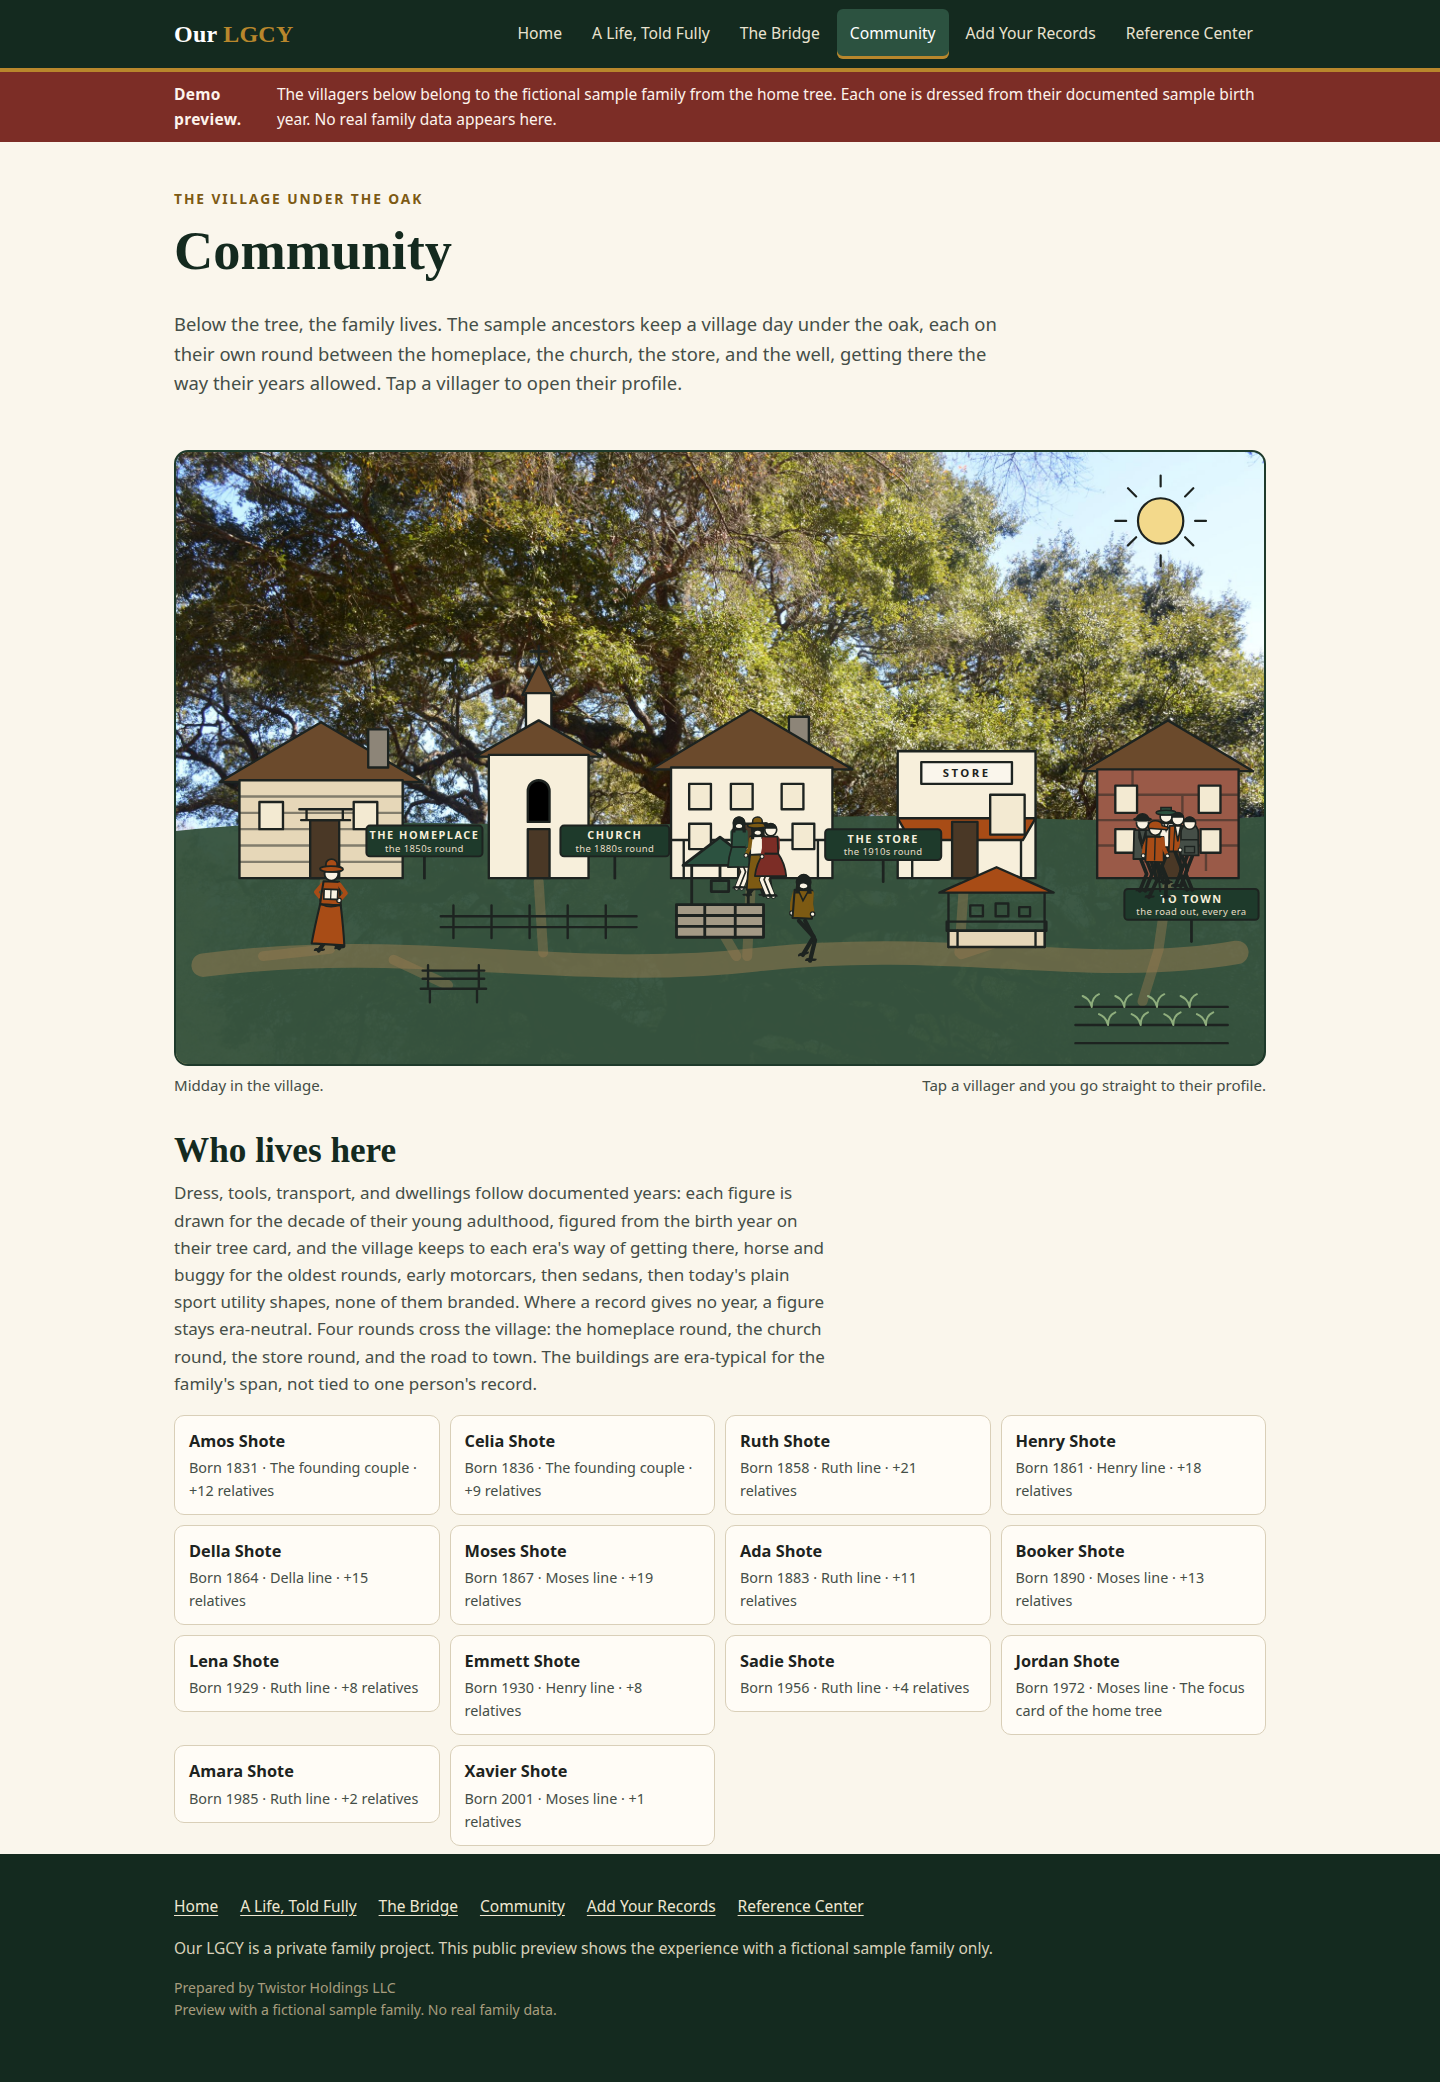 Our LGCY
Home
A Life, Told Fully
The Bridge
Community
Add Your Records
Reference Center
Demo preview.
The villagers below belong to the fictional sample family from the home tree. Each one is dressed from their documented sample birth
year. No real family data appears here.
THE VILLAGE UNDER THE OAK
Community
Below the tree, the family lives. The sample ancestors keep a village day under the oak, each on
their own round between the homeplace, the church, the store, and the well, getting there the
way their years allowed. Tap a villager to open their profile.
STORE
THE HOMEPLACE
the 1850s round
CHURCH
the 1880s round
THE STORE
the 1910s round
TO TOWN
the road out, every era
Midday in the village.
Tap a villager and you go straight to their profile.
Who lives here
Dress, tools, transport, and dwellings follow documented years: each figure is
drawn for the decade of their young adulthood, figured from the birth year on
their tree card, and the village keeps to each era's way of getting there, horse and
buggy for the oldest rounds, early motorcars, then sedans, then today's plain
sport utility shapes, none of them branded. Where a record gives no year, a figure
stays era-neutral. Four rounds cross the village: the homeplace round, the church
round, the store round, and the road to town. The buildings are era-typical for the
family's span, not tied to one person's record.
Amos Shote
Born 1831 · The founding couple ·
+12 relatives
Celia Shote
Born 1836 · The founding couple ·
+9 relatives
Ruth Shote
Born 1858 · Ruth line · +21
relatives
Henry Shote
Born 1861 · Henry line · +18
relatives
Della Shote
Born 1864 · Della line · +15
relatives
Moses Shote
Born 1867 · Moses line · +19
relatives
Ada Shote
Born 1883 · Ruth line · +11
relatives
Booker Shote
Born 1890 · Moses line · +13
relatives
Lena Shote
Born 1929 · Ruth line · +8 relatives
Emmett Shote
Born 1930 · Henry line · +8
relatives
Sadie Shote
Born 1956 · Ruth line · +4 relatives
Jordan Shote
Born 1972 · Moses line · The focus
card of the home tree
Amara Shote
Born 1985 · Ruth line · +2 relatives
Xavier Shote
Born 2001 · Moses line · +1
relatives
Home
A Life, Told Fully
The Bridge
Community
Add Your Records
Reference Center
Our LGCY is a private family project. This public preview shows the experience with a fictional sample family only.
Prepared by Twistor Holdings LLC
Preview with a fictional sample family. No real family data.